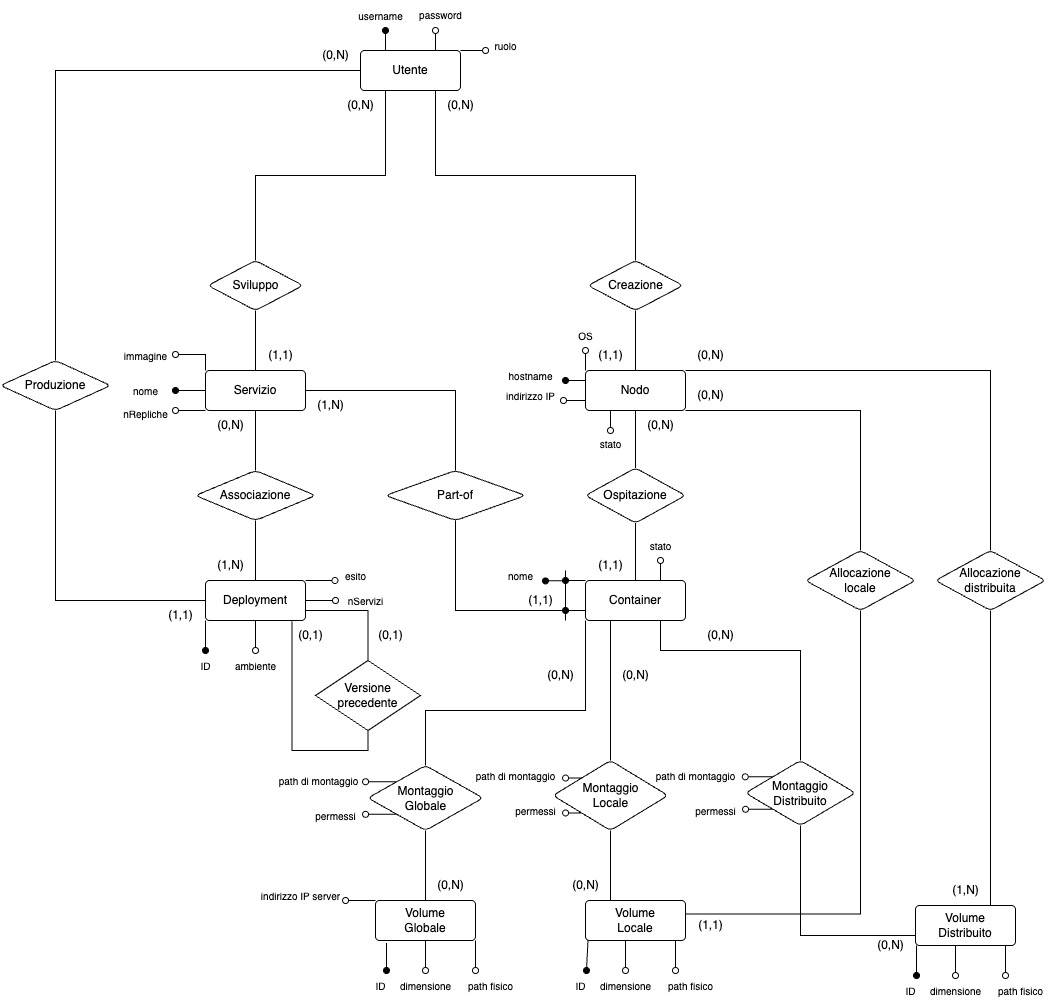 username
password
ruolo
(0,N)
Utente
(0,N)
(0,N)
Sviluppo
Creazione
OS
immagine
(1,1)
(1,1)
(0,N)
Produzione
hostname
nome
Servizio
Nodo
indirizzo IP
(0,N)
nRepliche
(1,N)
(0,N)
(0,N)
stato
Associazione
Part-of
Ospitazione
stato
(1,N)
(1,1)
esito
nome
Allocazione
locale
Allocazione
distribuita
Deployment
nServizi
(1,1)
Container
(1,1)
(0,1)
(0,1)
(0,N)
ID
ambiente
(0,N)
(0,N)
Versione
precedente
path di montaggio
path di montaggio
path di montaggio
Montaggio
Globale
Montaggio
Locale
Montaggio
Distribuito
permessi
permessi
permessi
(0,N)
(0,N)
(1,N)
indirizzo IP server
Volume
Globale
Volume
Locale
(1,1)
Volume
Distribuito
(0,N)
ID
dimensione
path fisico
ID
dimensione
path fisico
ID
dimensione
path fisico